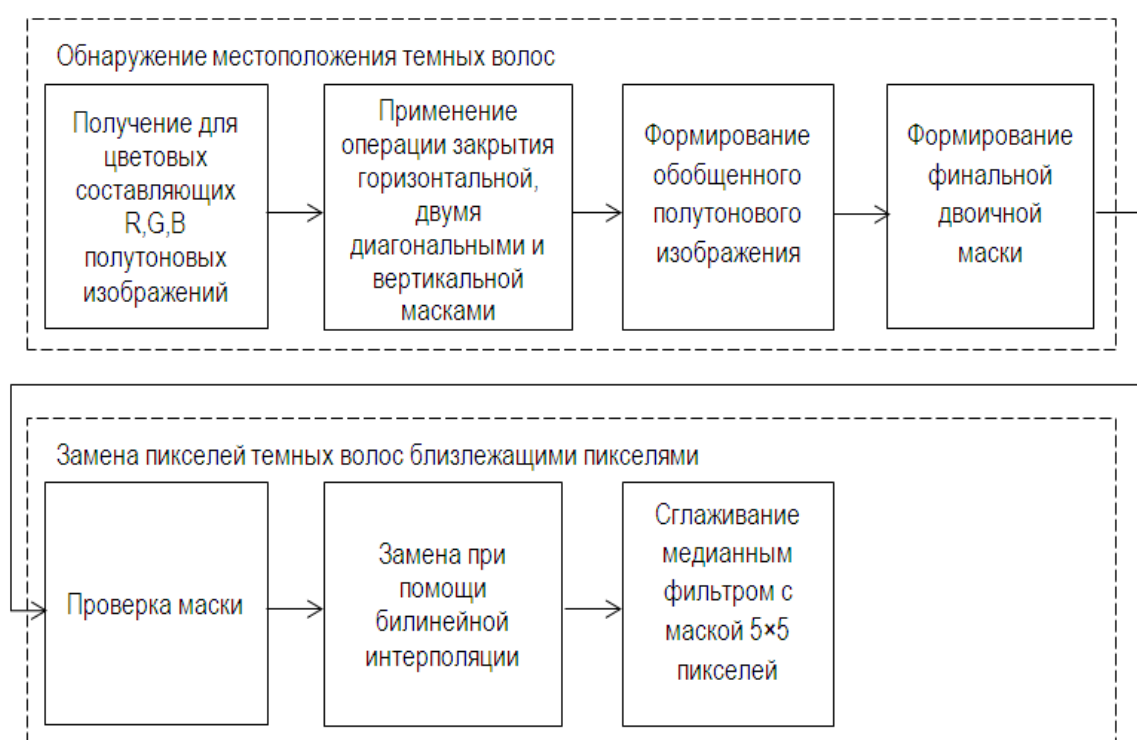 Обнаружение местоположения темных волос
Получение для
цветовых
составляющих
R,G,B
полутоновых
изображений
Применение
операции закрытия
горизонтальной,
двумя
диагональными и
вертикальной
масками
Формирование
обобщенного
полутонового
изображения
Формирование
финальной
двоичной
маски
Замена пикселей темных волос близлежащими пикселями
Проверка маски
Замена при
помощи
билинейной
интерполяции
Сглаживание
медианным
фильтром с
маской 5×5
пикселей